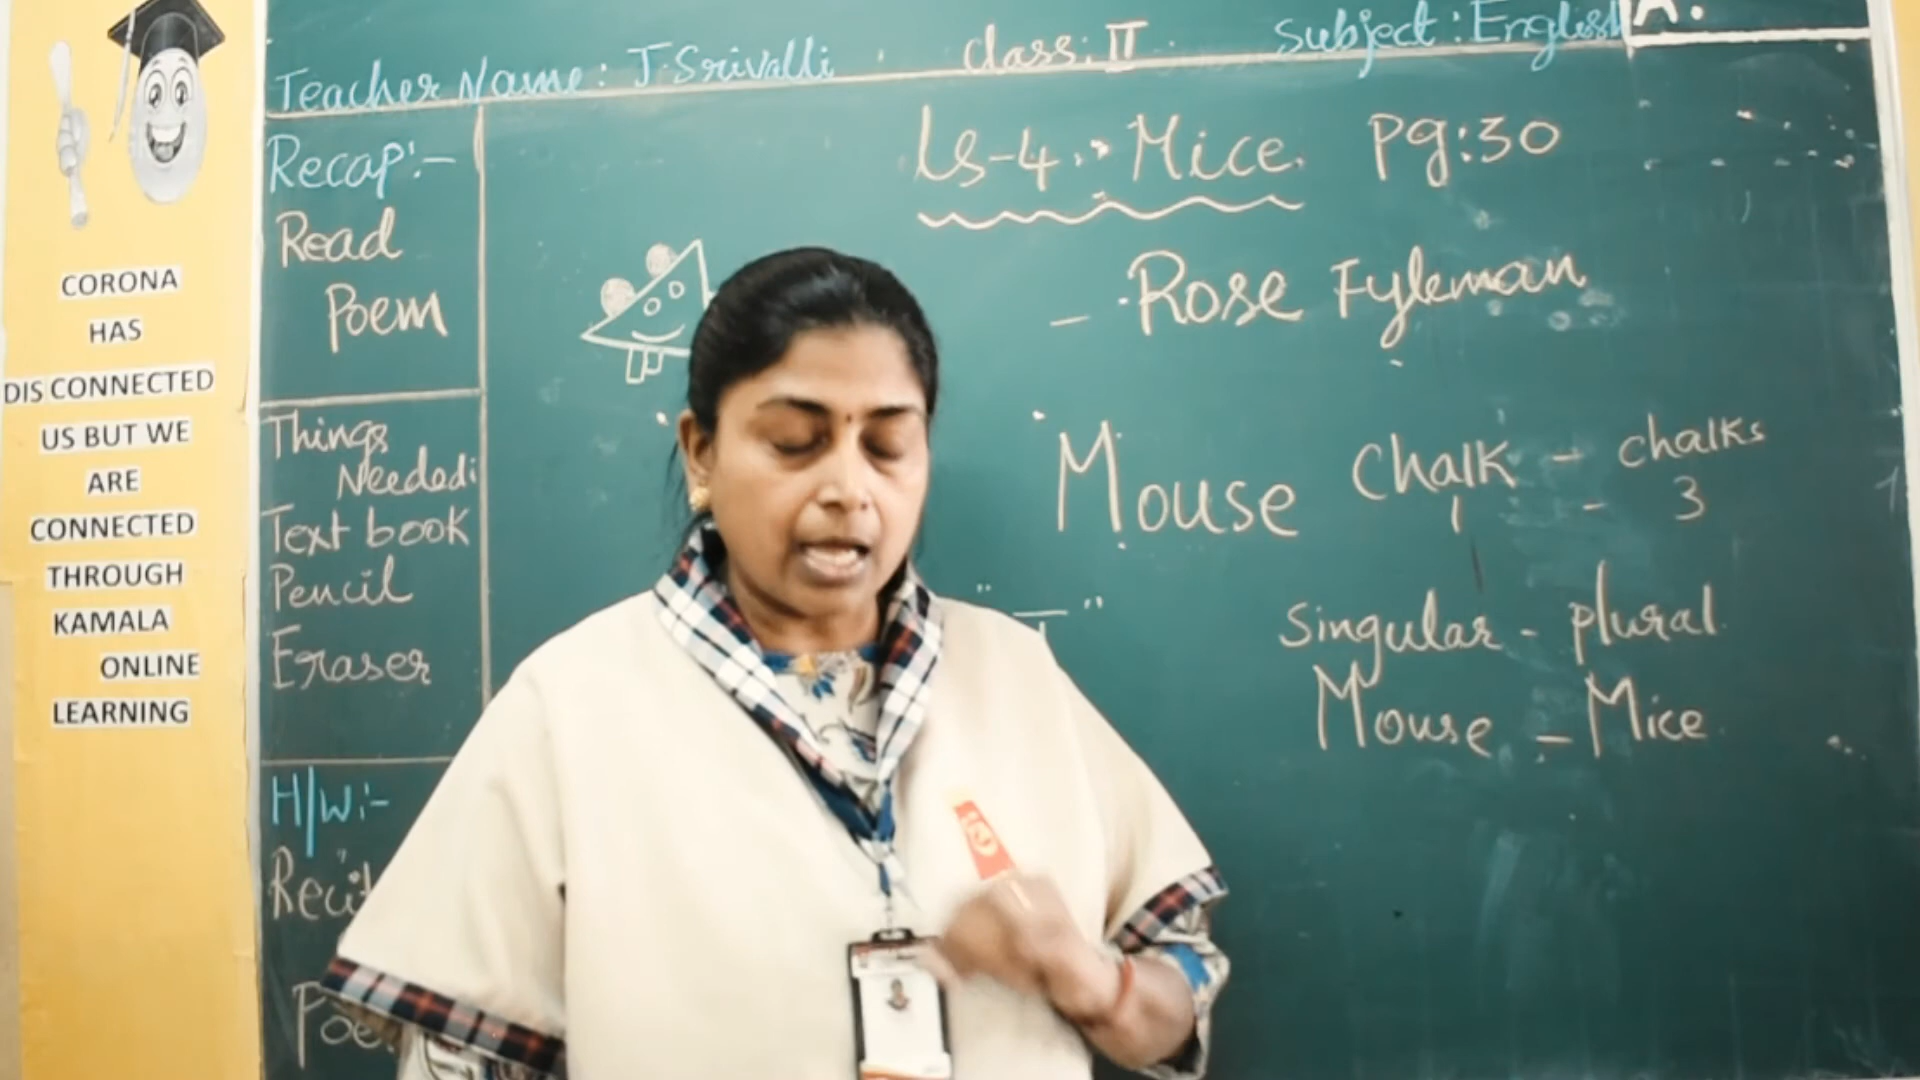 CORONA
HAS
DIS CONNECTED
US BUT WE
ARE
CONNECTED
THROUGH
KAMALA
ONLINE
LEARNING
Teacher Name: J.Srivalli Class: II Subject: English
Recap:-
Read
Poem
Things
Needed:
Text book
Pencil
Eraser
H/W:-
Ls-4 : Mice. Pg:30
- Rose Fyleman
Mouse
Chalk - chalks
1 - 3
Singular - plural
Mouse - Mice